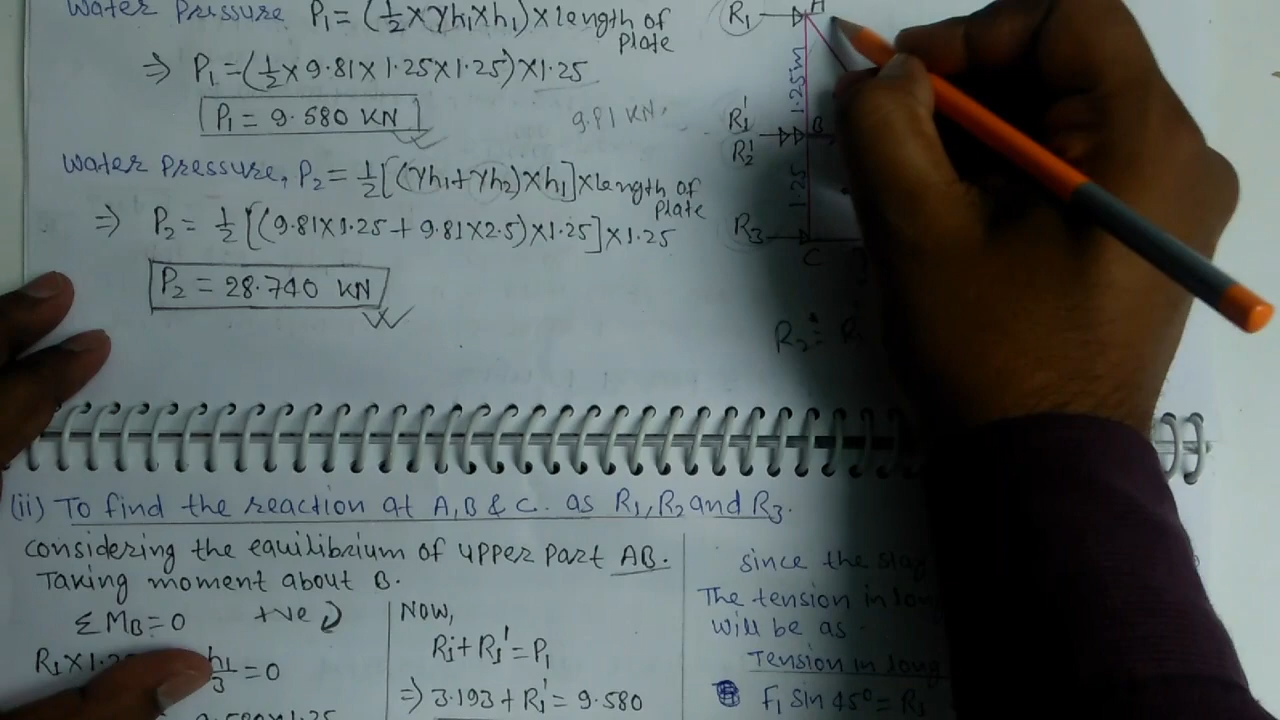 Water Pressure P₁ = (½ × γh₁ × h₁) × length of plate
⇒ P₁ = (½ × 9.81 × 1.25 × 1.25) × 1.25
P₁ = 9.580 KN
9.81 KN.
Water Pressure, P₂ = ½[(γh₁+γh₂) × h₁] × length of plate
⇒ P₂ = ½[(9.81×1.25 + 9.81×2.5) × 1.25] × 1.25
P₂ = 28.740 KN
R₁
A
1.25m
R₁'
R₂'
B
1.25
R₃
C
(ii) To find the reaction at A, B & C. as R₁, R₂ and R₃.
considering the equilibrium of upper part AB.
Taking moment about B.
ΣM_B = 0 +ve
h₁/3 = 0
Now,
R₁ + R₁' = P₁
⇒ 3.193 + R₁' = 9.580
since the stay
The tension in
will be as
Tension in long
F₁ sin 45° = R₁